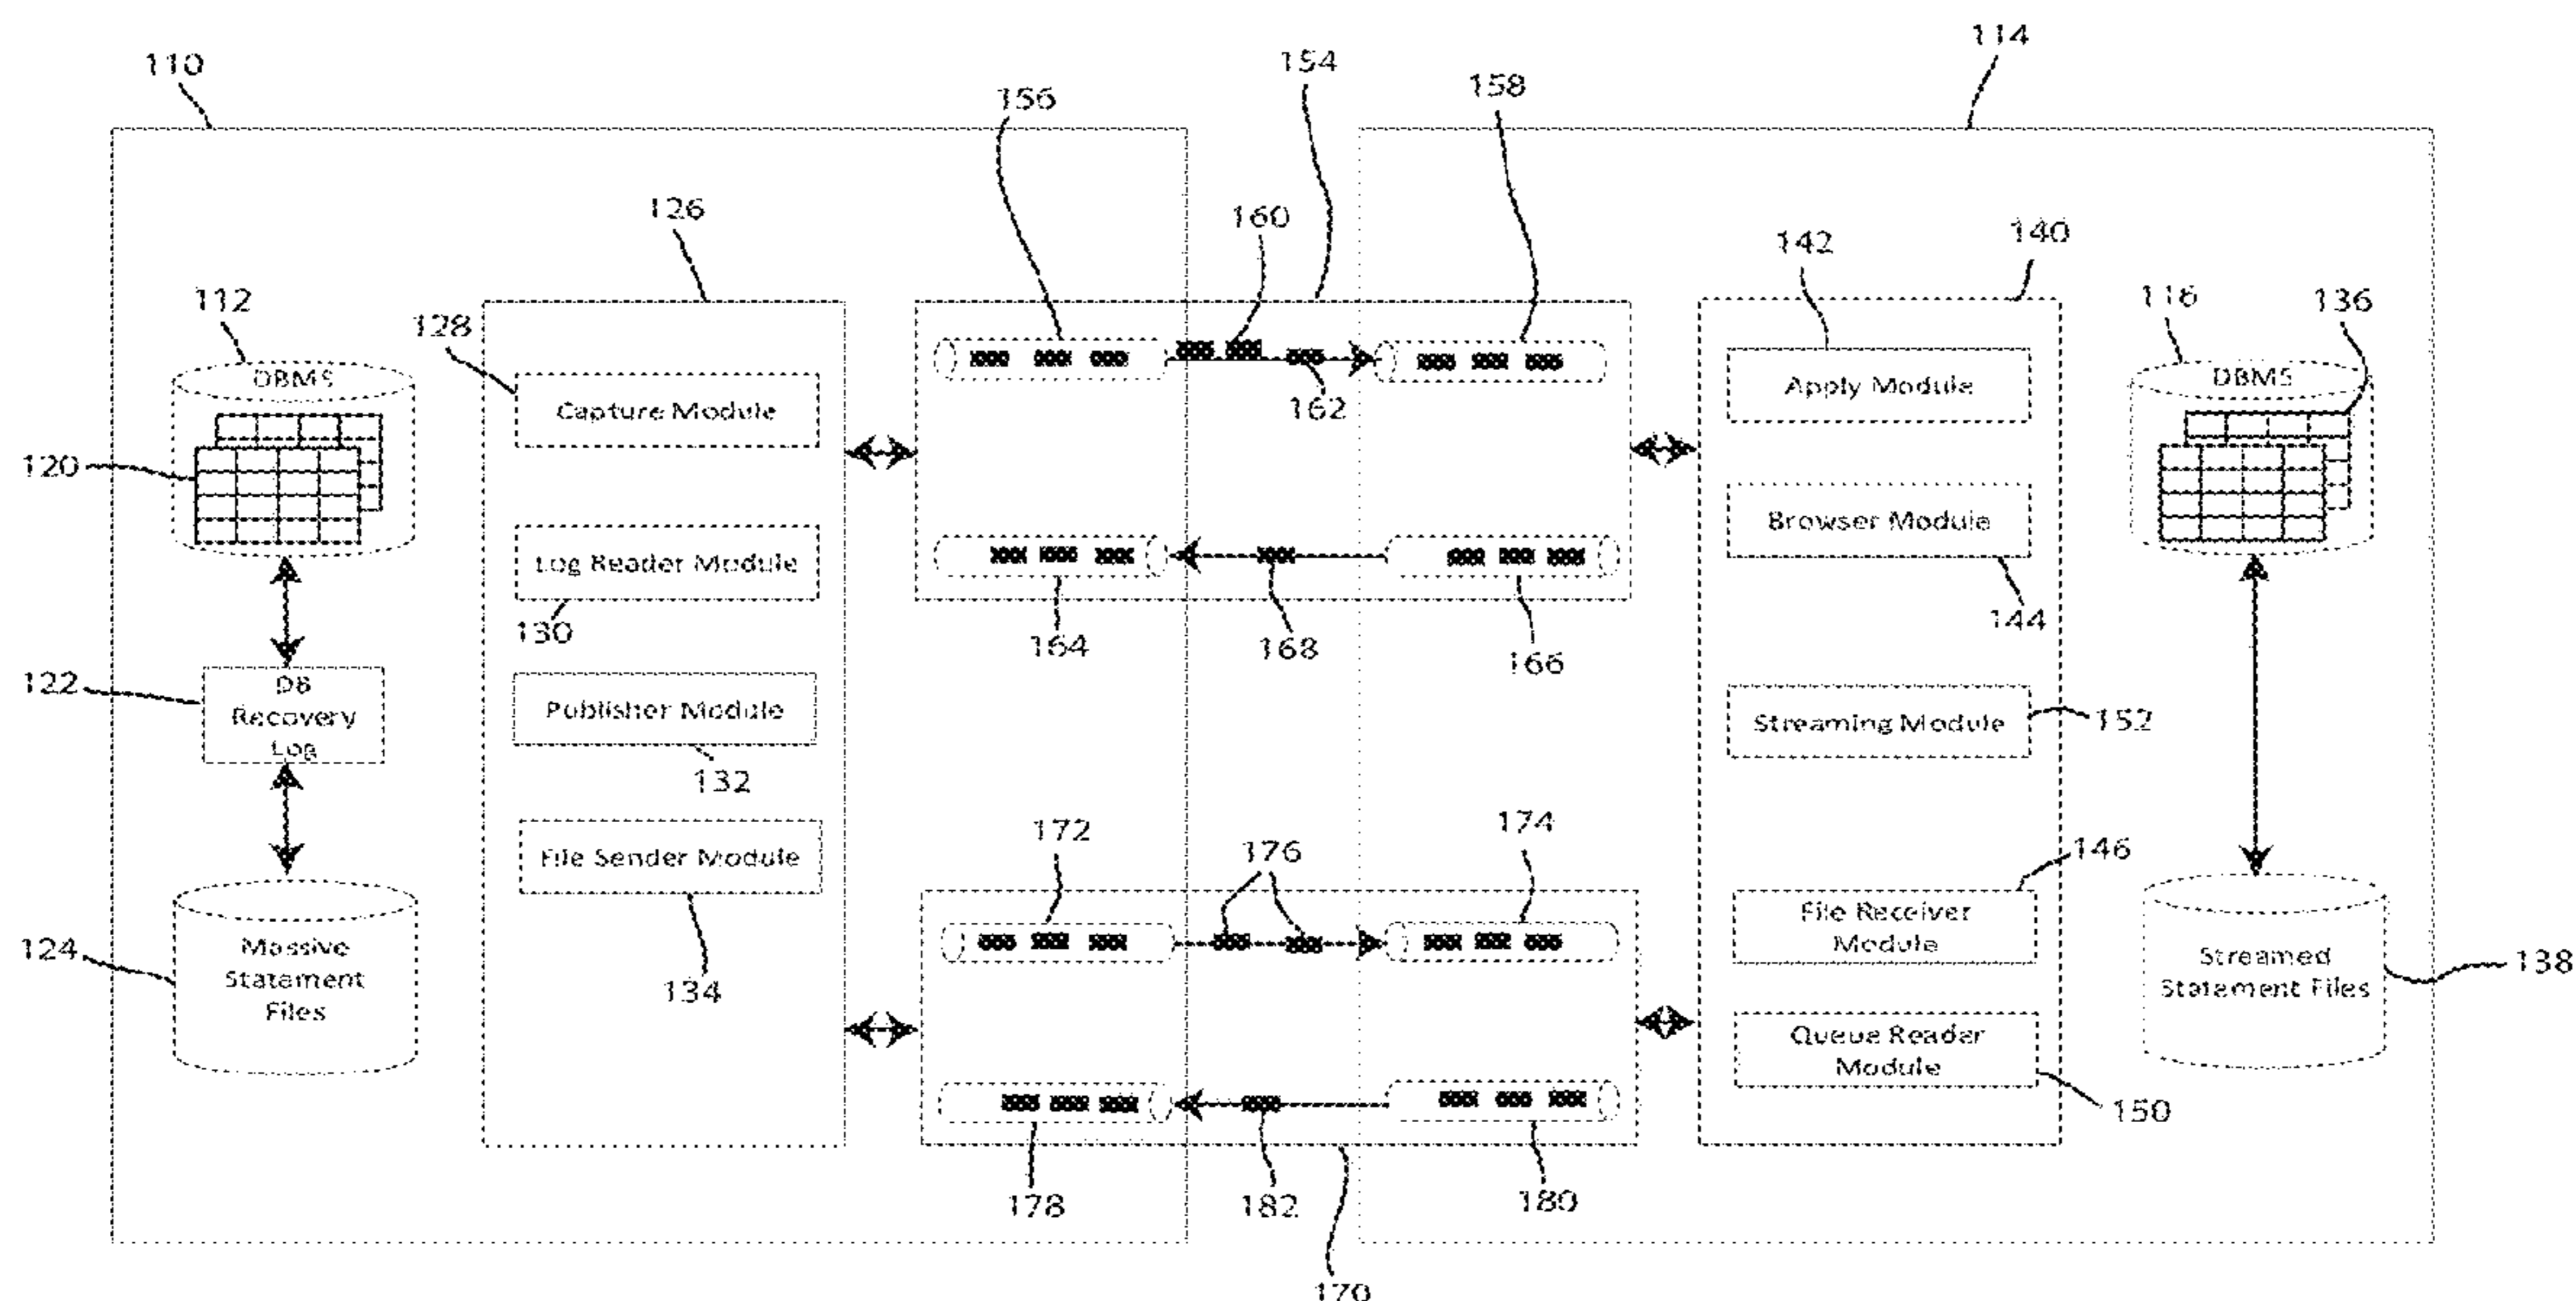 114
110
154
158
156
126
160
142
140
112
116
136
128
DBMS
DBMS
Capture Module
Apply Module
162
120
Browser Module
Log Reader Module
130
164
168
166
144
122
DB
Recovery
Log
Publisher Module
Streaming Module
152
132
172
176
174
146
File Sender Module
File Receiver
Module
124
Massive
Statement
Files
134
Streamed
Statement Files
138
Queue Reader
Module
150
178
182
180
170